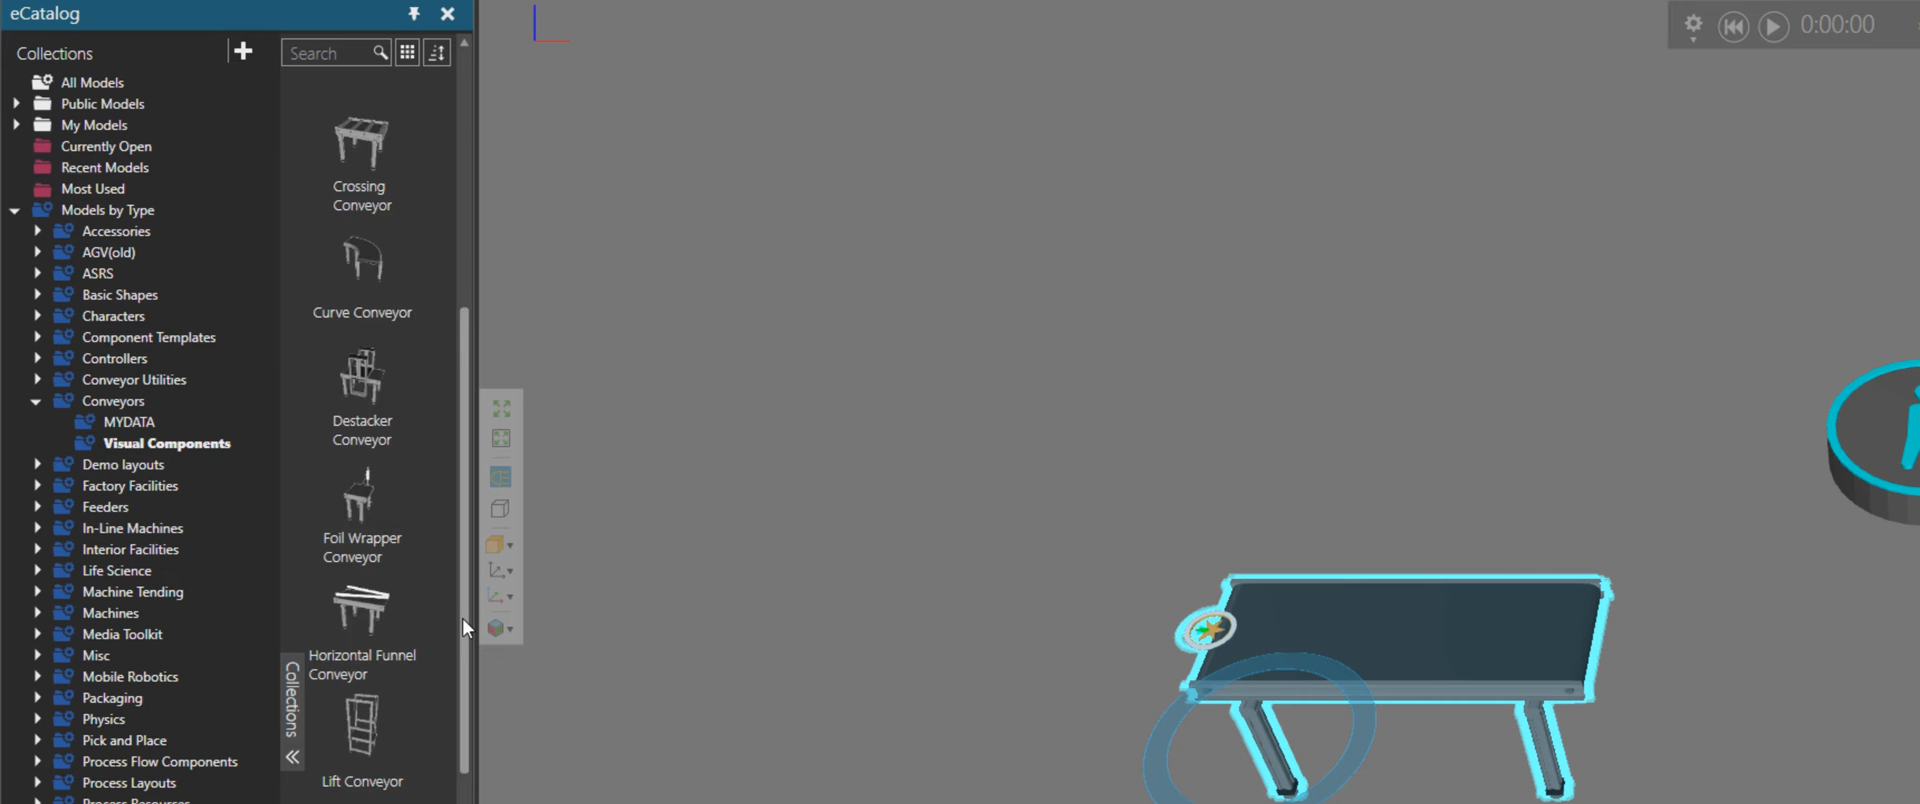 eCatalog
Collections
All Models
Public Models
My Models
Currently Open
Recent Models
Most Used
Models by Type
Accessories
AGV(old)
ASRS
Basic Shapes
Characters
Component Templates
Controllers
Conveyor Utilities
Conveyors
MYDATA
Visual Components
Demo layouts
Factory Facilities
Feeders
In-Line Machines
Interior Facilities
Life Science
Machine Tending
Machines
Media Toolkit
Misc
Mobile Robotics
Packaging
Physics
Pick and Place
Process Flow Components
Process Layouts
Process Resources
Search
Crossing
Conveyor
Curve Conveyor
Destacker
Conveyor
Foil Wrapper
Conveyor
Horizontal Funnel
Conveyor
Lift Conveyor
Collections
0:00:00